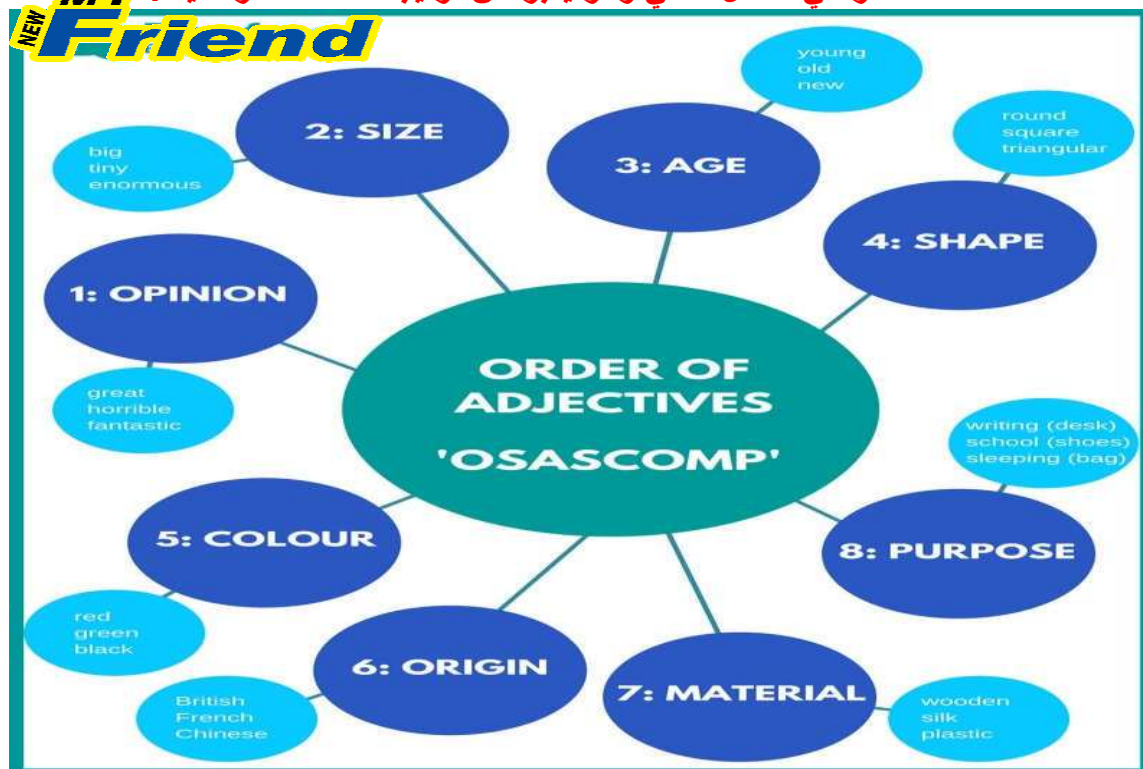 NEW
Friend
2: SIZE
big
tiny
enormous
3: AGE
young
old
new
4: SHAPE
round
square
triangular
1: OPINION
great
horrible
fantastic
ORDER OF
ADJECTIVES
'OSASCOMP'
8: PURPOSE
writing (desk)
school (shoes)
sleeping (bag)
5: COLOUR
red
green
black
6: ORIGIN
British
French
Chinese
7: MATERIAL
wooden
silk
plastic